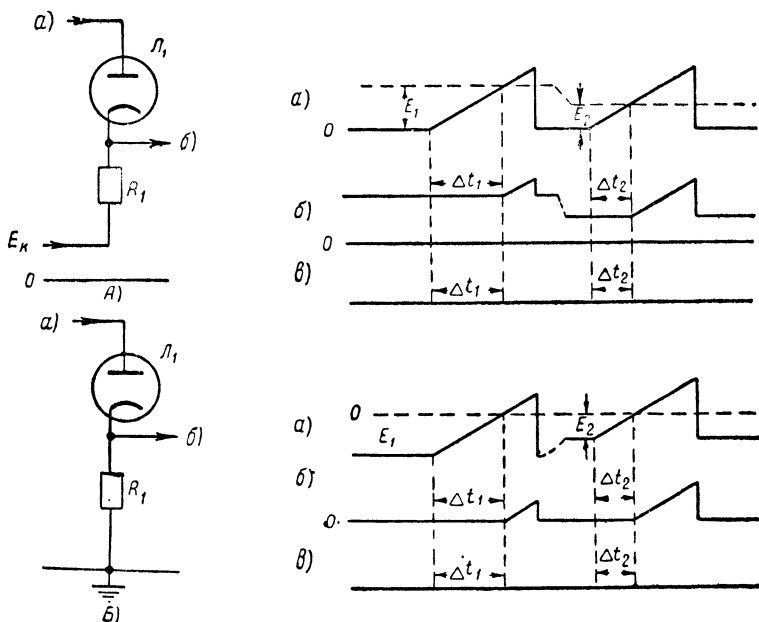 а)
Л₁
б)
R₁
Eк
0
А)
а)
Л₁
б)
R₁
Б)
а)
E₁
E₂
0
Δt₁
Δt₂
б)
0
в)
Δt₁
Δt₂
0
а)
E₁
E₂
б)
Δt₁
Δt₂
0
в)
Δt₁
Δt₂